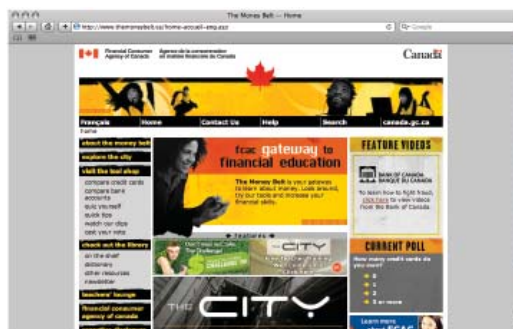 The Money Belt — Home
http://www.themoneybelt.ca/home-accueil-eng.aspx
Google
Financial Consumer Agency of Canada
Agence de la consommation en matière financière du Canada
Canada
Français Home Contact Us Help Search canada.gc.ca
home
about the money belt
explore the city
visit the tool shop
compare credit cards
compare bank accounts
quiz yourself
quick tips
watch our clips
cast your vote
check out the library
on the shelf
dictionary
other resources
newsletter
teachers' lounge
financial consumer agency of canada
fcac gateway to financial education
The Money Belt is your gateway
to learn about money. Look around,
try our tools and increase your
financial skills.
features
THE CITY
THE CITY
FEATURE VIDEOS
BANK OF CANADA
BANQUE DU CANADA
To learn how to fight fraud,
click here to view videos
from the Bank of Canada.
CURRENT POLL
How many credit cards do
you own?
0
1
2
3 or more
Learn more
about FCAC